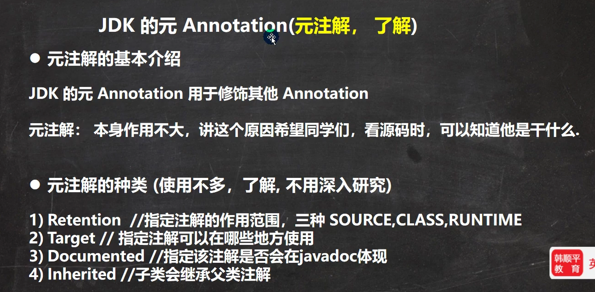 JDK 的元 Annotation(元注解， 了解)
● 元注解的基本介绍
JDK 的元 Annotation 用于修饰其他 Annotation
元注解： 本身作用不大，讲这个原因希望同学们，看源码时，可以知道他是干什么.
● 元注解的种类 (使用不多，了解, 不用深入研究)
1) Retention //指定注解的作用范围，三种 SOURCE,CLASS,RUNTIME
2) Target // 指定注解可以在哪些地方使用
3) Documented //指定该注解是否会在javadoc体现
4) Inherited //子类会继承父类注解
韩顺平
教育